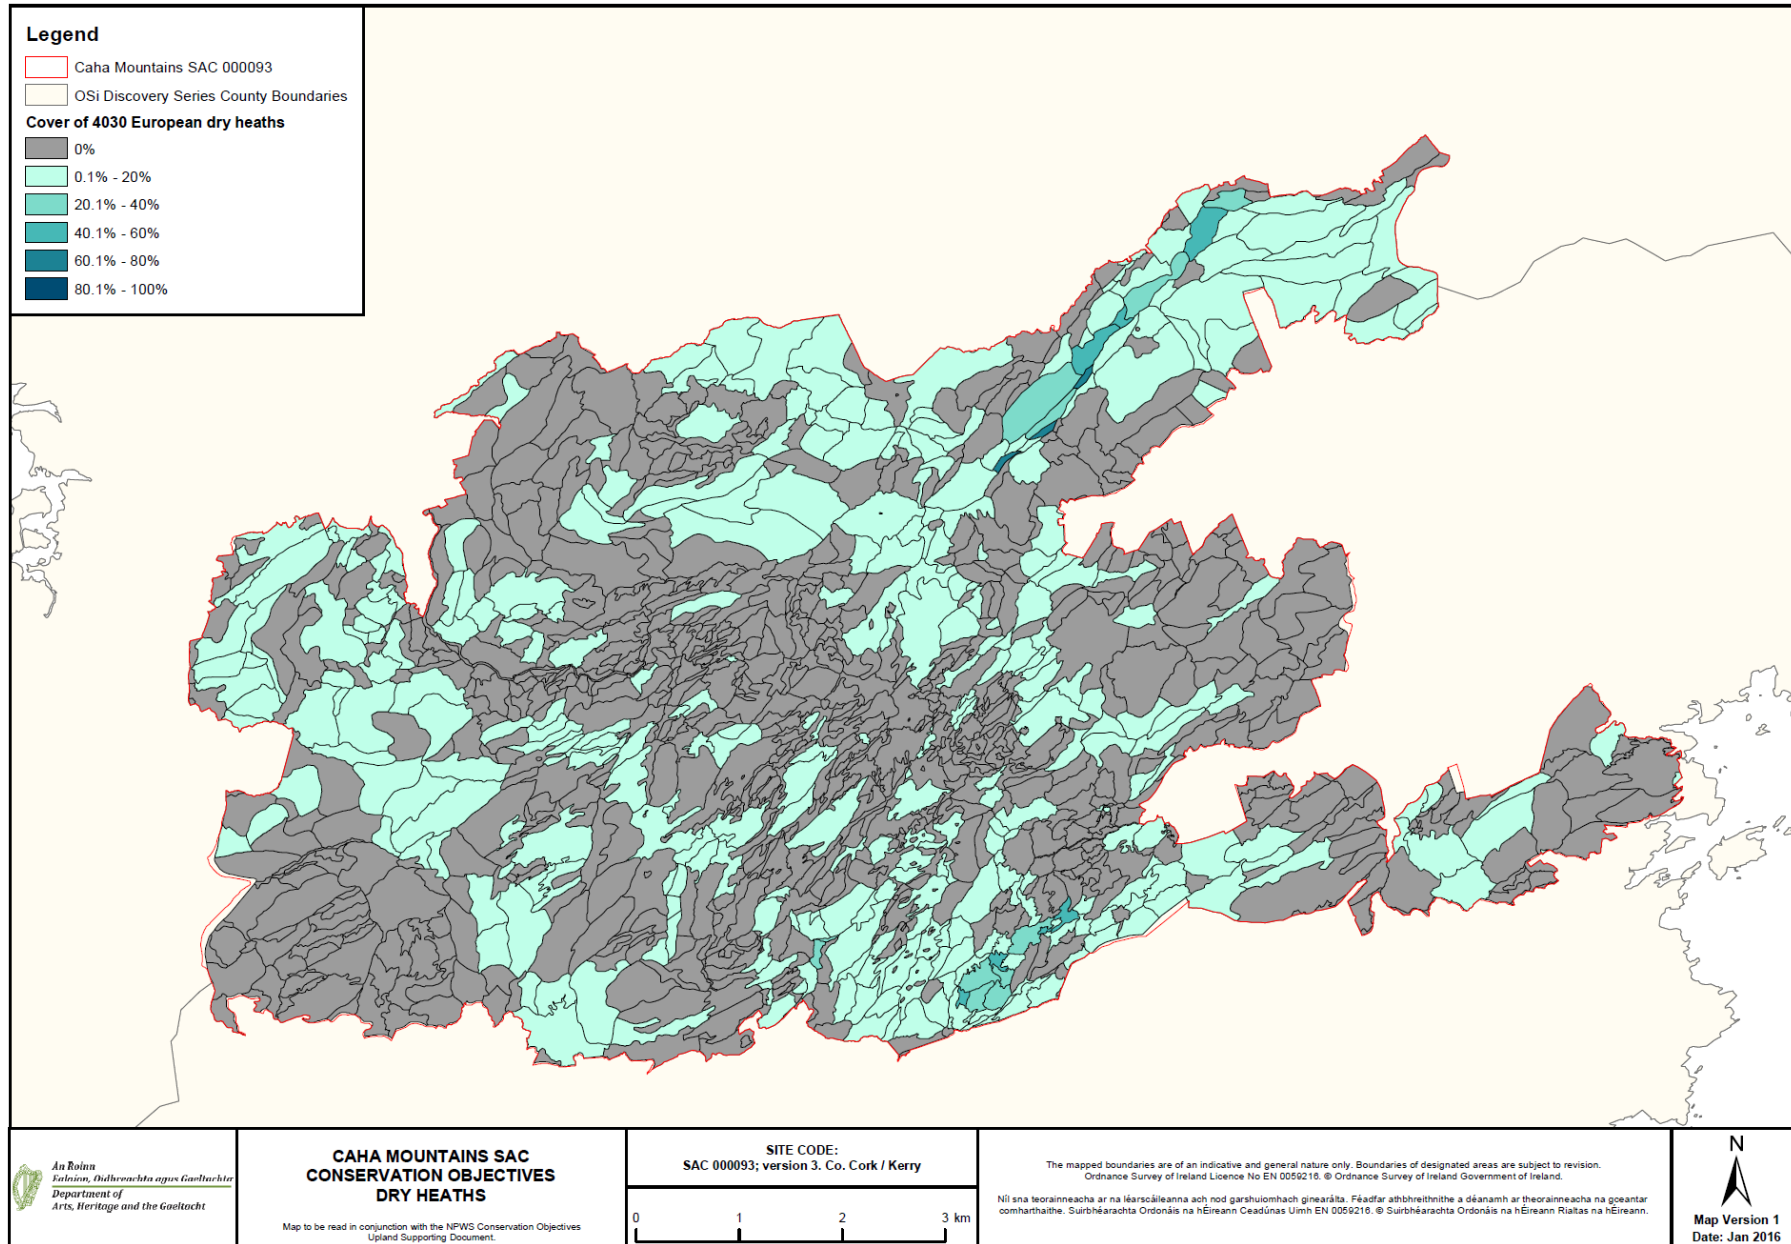 Legend
Caha Mountains SAC 000093
OSi Discovery Series County Boundaries
Cover of 4030 European dry heaths
0%
0.1% - 20%
20.1% - 40%
40.1% - 60%
60.1% - 80%
80.1% - 100%
An Roinn
Ealaíon, Oidhreachta agus Gaeltachta
Department of
Arts, Heritage and the Gaeltacht
CAHA MOUNTAINS SAC
CONSERVATION OBJECTIVES
DRY HEATHS
Map to be read in conjunction with the NPWS Conservation Objectives
Upland Supporting Document.
SITE CODE:
SAC 000093; version 3. Co. Cork / Kerry
0 1 2 3 km
The mapped boundaries are of an indicative and general nature only. Boundaries of designated areas are subject to revision.
Ordnance Survey of Ireland Licence No EN 0059216. © Ordnance Survey of Ireland Government of Ireland.
Níl sna teorainneacha ar na léarscáileanna ach nod garshuiomhach ginearálta. Féadfar athbhreithnithe a déanamh ar theorainneacha na gceantar
comharthaithe. Suirbhéarachta Ordonáis na hÉireann Ceadúnas Uimh EN 0059216. © Suirbhéarachta Ordonáis na hÉireann Rialtas na hÉireann.
N
Map Version 1
Date: Jan 2016